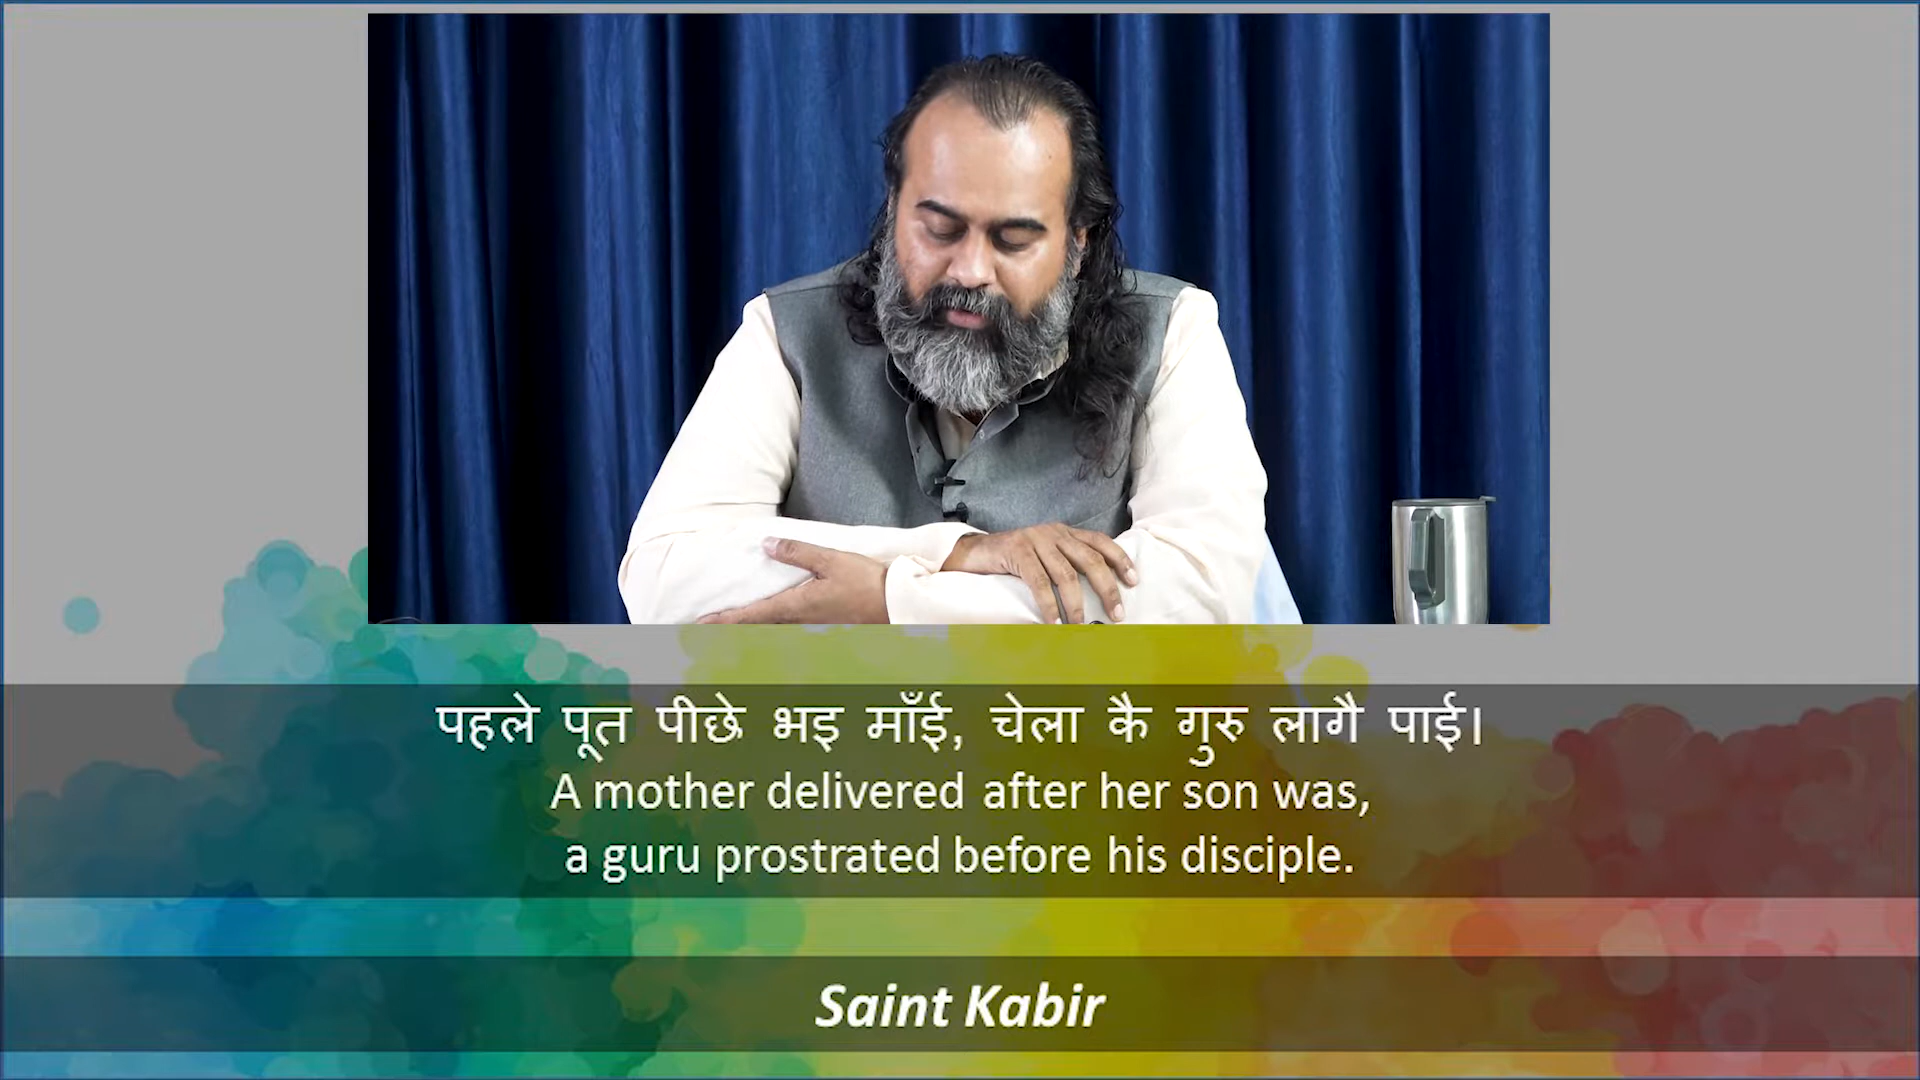 पहले पूत पीछे भइ माँई, चेला कै गुरु लागै पाई।
A mother delivered after her son was,
a guru prostrated before his disciple.
Saint Kabir